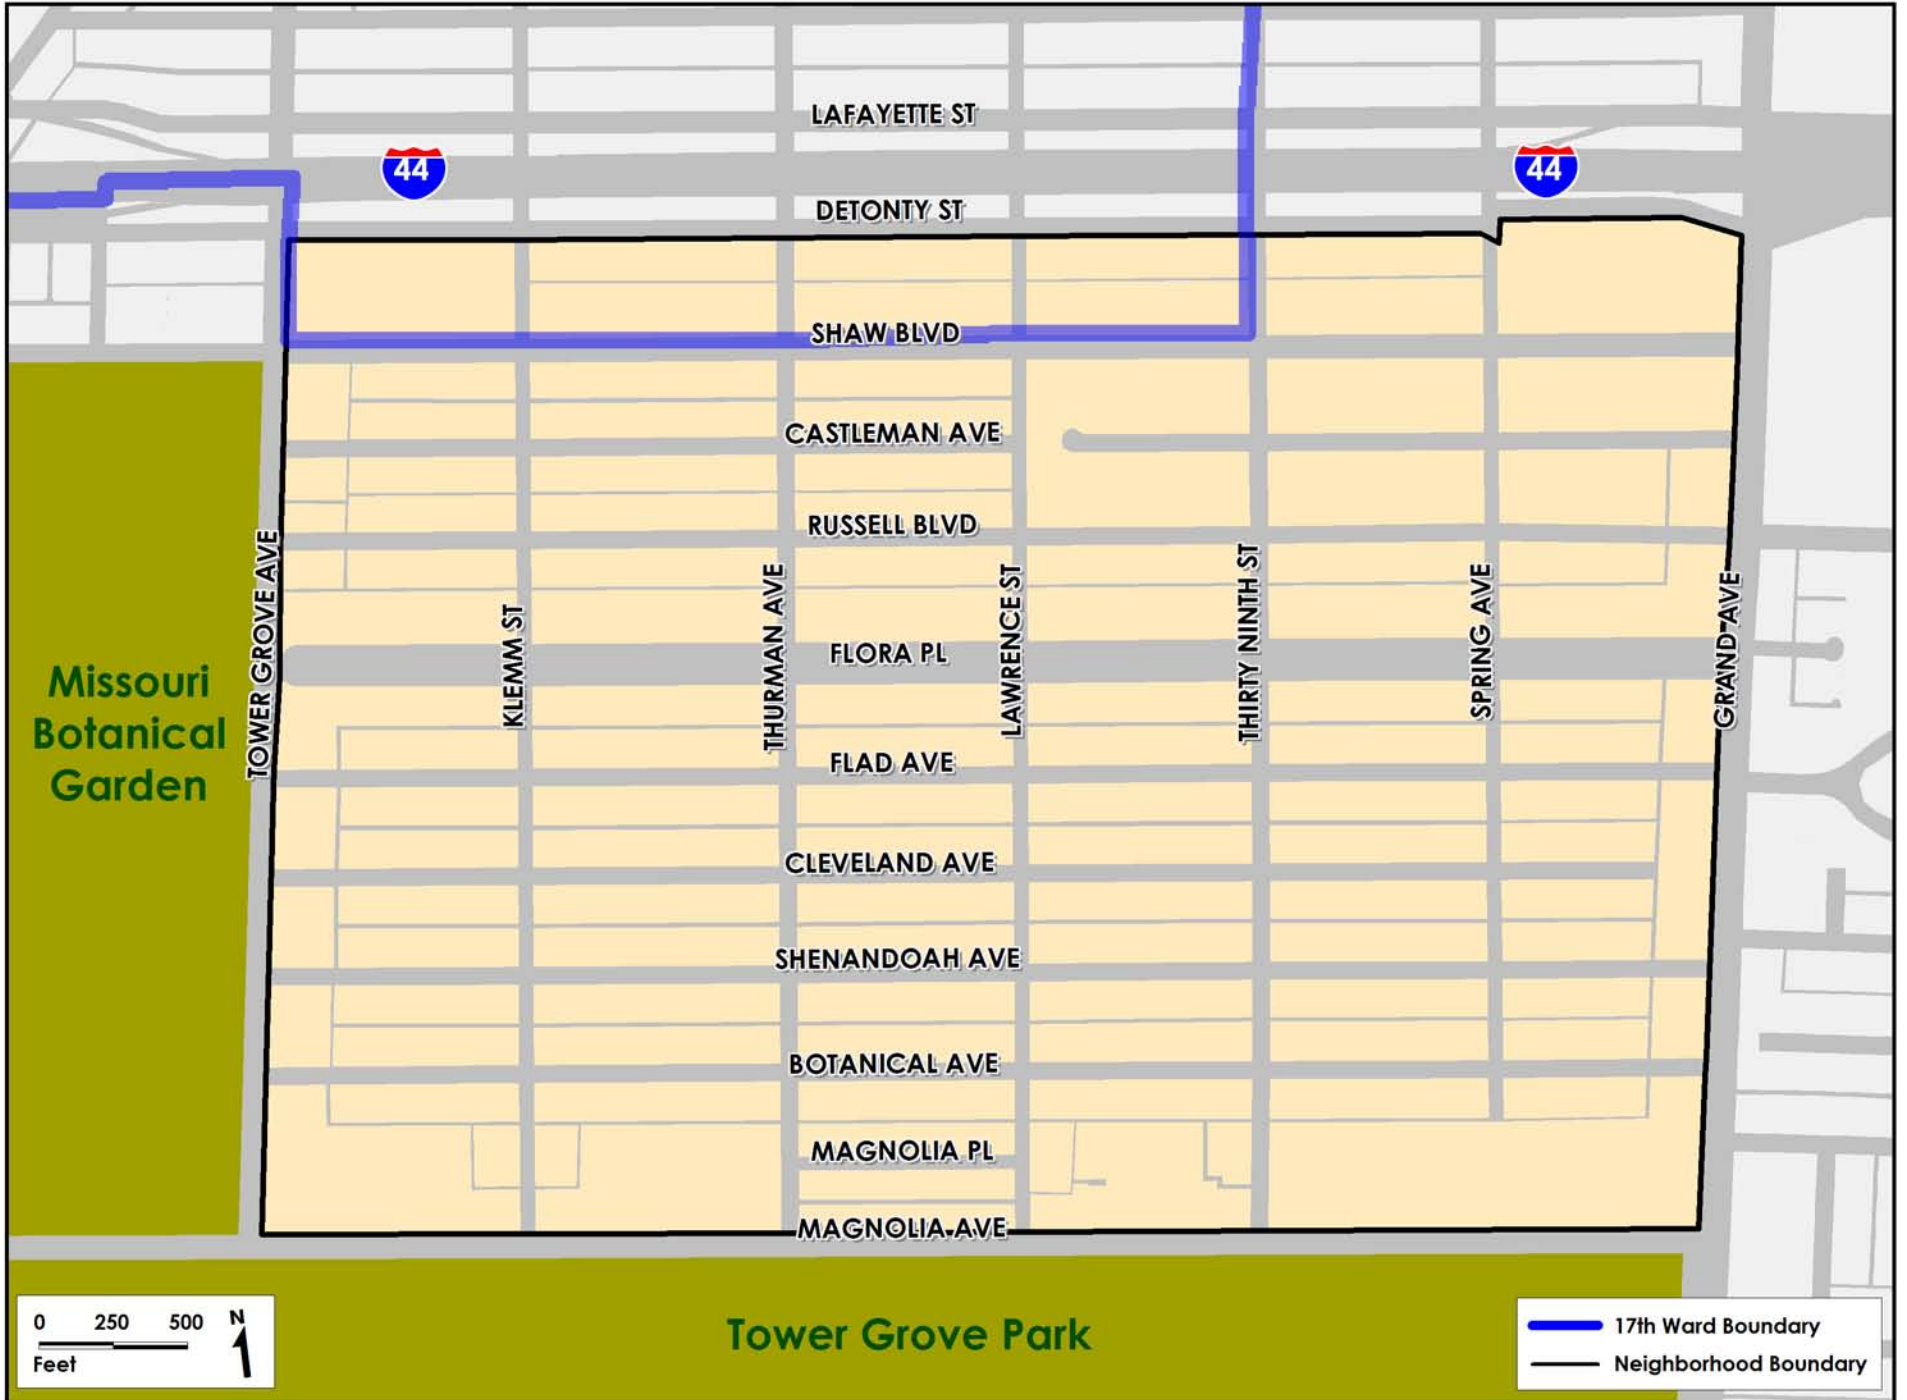 LAFAYETTE ST
44
44
DETONTY ST
SHAW BLVD
CASTLEMAN AVE
RUSSELL BLVD
TOWER GROVE AVE
KLEMM ST
THURMAN AVE
LAWRENCE ST
THIRTY NINTH ST
SPRING AVE
GRAND AVE
FLORA PL
Missouri
Botanical
Garden
FLAD AVE
CLEVELAND AVE
SHENANDOAH AVE
BOTANICAL AVE
MAGNOLIA PL
MAGNOLIA AVE
0 250 500
Feet
N
Tower Grove Park
17th Ward Boundary
Neighborhood Boundary